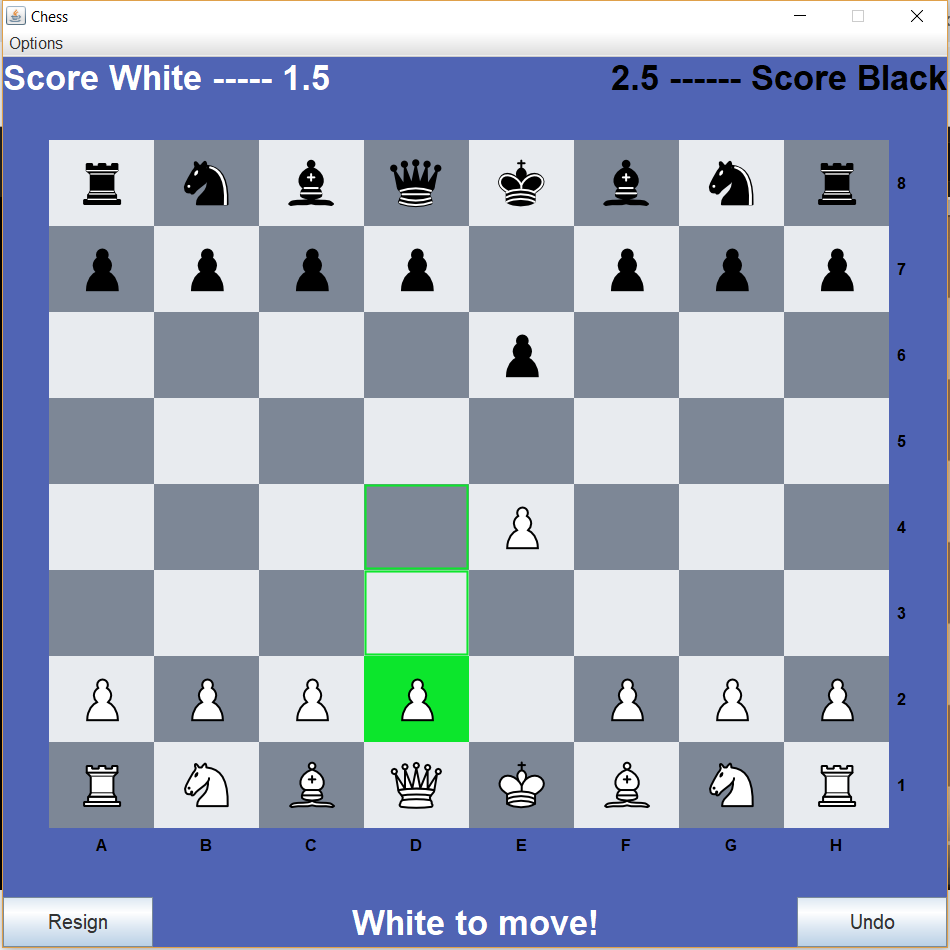 Chess
Options
Score White ----- 1.5
2.5 ------ Score Black
8
7
6
5
4
3
2
1
A B C D E F G H
Resign
White to move!
Undo